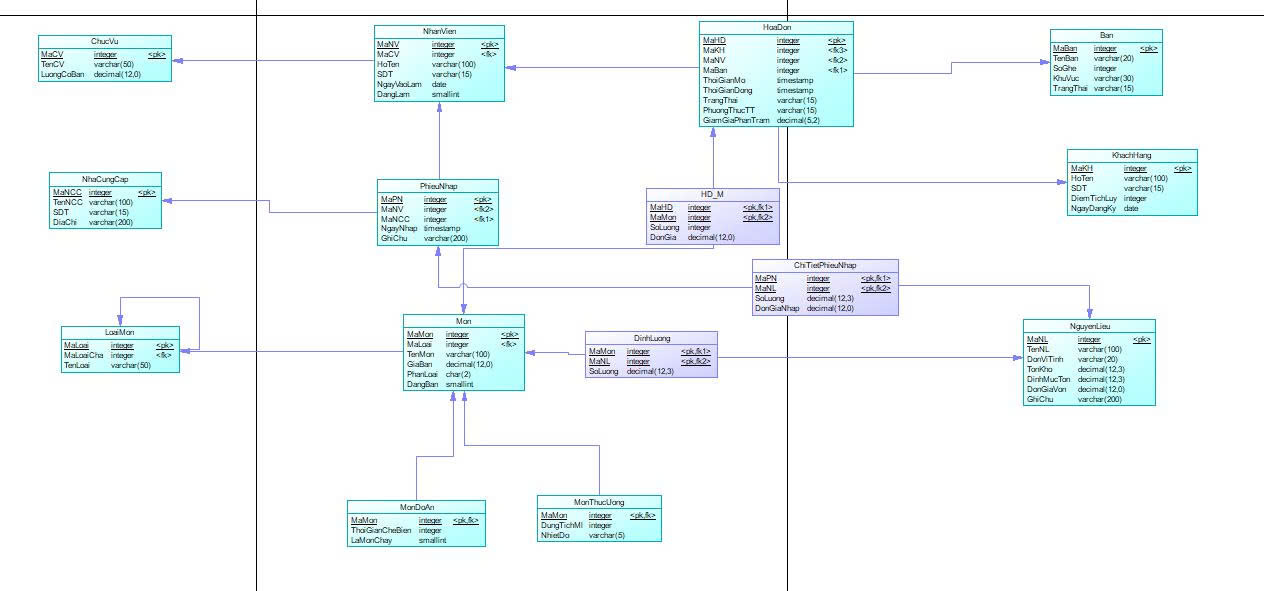 ChucVu
MaCV integer <pk>
TenCV varchar(50)
LuongCoBan decimal(12,0)
NhanVien
MaNV integer <pk>
MaCV integer <fk>
HoTen varchar(100)
SDT varchar(15)
NgayVaoLam date
DangLam smallint
HoaDon
MaHD integer <pk>
MaKH integer <fk3>
MaNV integer <fk2>
MaBan integer <fk1>
ThoiGianMo timestamp
ThoiGianDong timestamp
TrangThai varchar(15)
PhuongThucTT varchar(15)
GiamGiaPhanTram decimal(5,2)
Ban
MaBan integer <pk>
TenBan varchar(20)
SoGhe integer
KhuVuc varchar(30)
TrangThai varchar(15)
NhaCungCap
MaNCC integer <pk>
TenNCC varchar(100)
SDT varchar(15)
DiaChi varchar(200)
PhieuNhap
MaPN integer <pk>
MaNV integer <fk2>
MaNCC integer <fk1>
NgayNhap timestamp
GhiChu varchar(200)
HD_M
MaHD integer <pk,fk1>
MaMon integer <pk,fk2>
SoLuong integer
DonGia decimal(12,0)
KhachHang
MaKH integer <pk>
HoTen varchar(100)
SDT varchar(15)
DiemTichLuy integer
NgayDangKy date
ChiTietPhieuNhap
MaPN integer <pk,fk1>
MaNL integer <pk,fk2>
SoLuong decimal(12,3)
DonGiaNhap decimal(12,0)
LoaiMon
MaLoai integer <pk>
MaLoaiCha integer <fk>
TenLoai varchar(50)
Mon
MaMon integer <pk>
MaLoai integer <fk>
TenMon varchar(100)
GiaBan decimal(12,0)
PhanLoai char(2)
DangBan smallint
DinhLuong
MaMon integer <pk,fk1>
MaNL integer <pk,fk2>
SoLuong decimal(12,3)
NguyenLieu
MaNL integer <pk>
TenNL varchar(100)
DonViTinh varchar(20)
TonKho decimal(12,3)
DinhMucTon decimal(12,3)
DonGiaVon decimal(12,0)
GhiChu varchar(200)
MonDoAn
MaMon integer <pk,fk>
ThoiGianCheBien integer
LaMonChay smallint
MonThucUong
MaMon integer <pk,fk>
DungTichMl integer
NhietDo varchar(5)